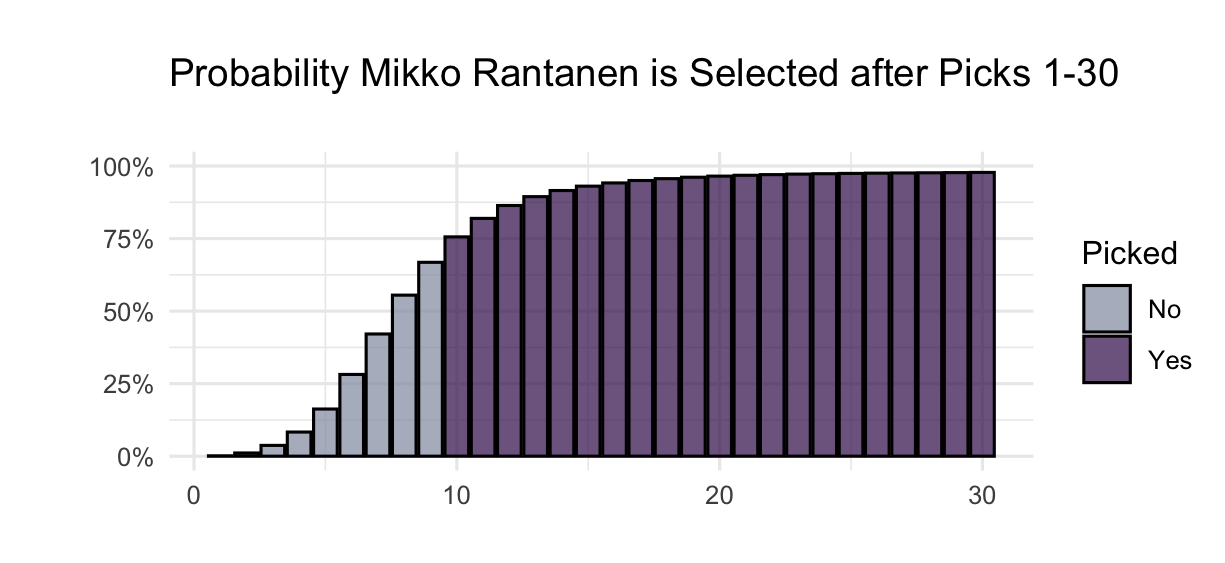 Probability Mikko Rantanen is Selected after Picks 1-30
100%
75%
50%
25%
0%
0 10 20 30
Picked
No
Yes